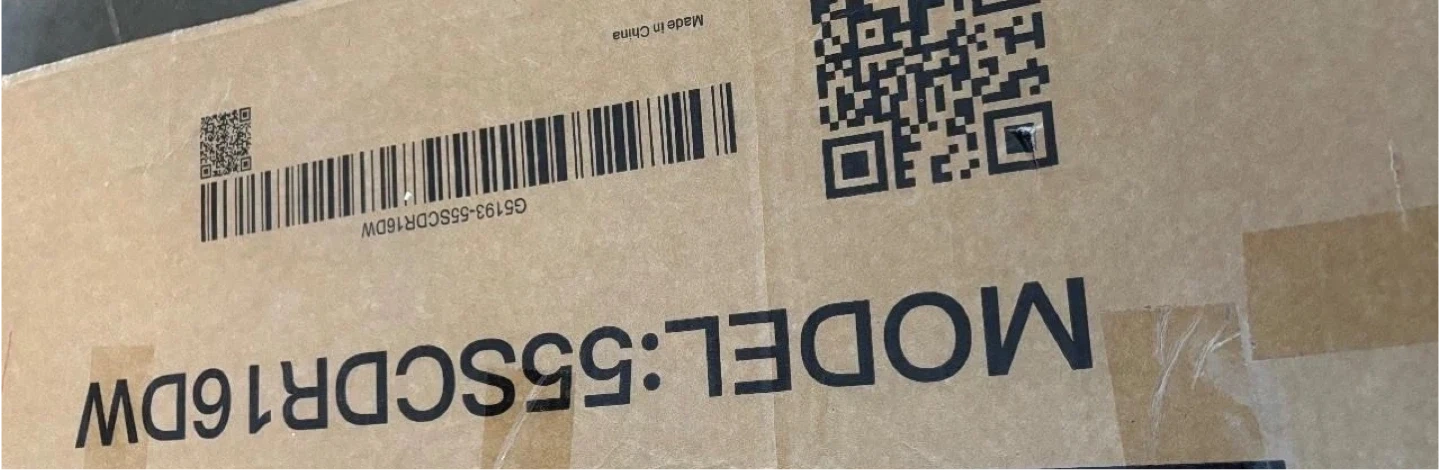 MODEL:55SCDR16DW
G5193-55SCDR16DW
Made in China